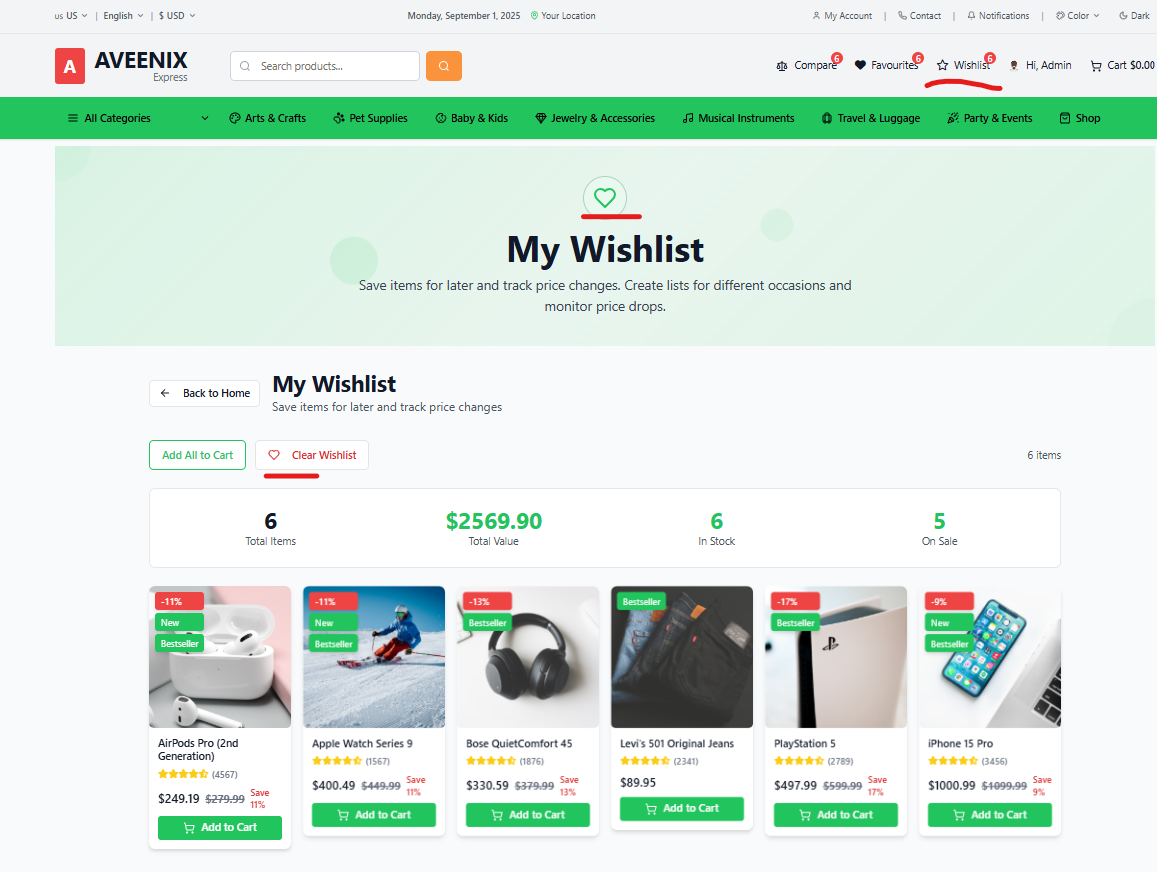 us US | English | $ USD Monday, September 1, 2025 Your Location My Account | Contact | Notifications | Color Dark
A AVEENIX Express Search products... Compare 6 Favourites 6 Wishlist 6 Hi, Admin Cart $0.00
All Categories Arts & Crafts Pet Supplies Baby & Kids Jewelry & Accessories Musical Instruments Travel & Luggage Party & Events Shop
My Wishlist
Save items for later and track price changes. Create lists for different occasions and
monitor price drops.
Back to Home My Wishlist
Save items for later and track price changes
Add All to Cart Clear Wishlist 6 items
6 $2569.90 6 5
Total Items Total Value In Stock On Sale
-11% New Bestseller
AirPods Pro (2nd
Generation)
(4567)
$249.19 $279.99 Save 11%
Add to Cart
-11% New Bestseller
Apple Watch Series 9
(1567)
$400.49 $449.99 Save 11%
Add to Cart
-13% Bestseller
Bose QuietComfort 45
(1876)
$330.59 $379.99 Save 13%
Add to Cart
Bestseller
Levi's 501 Original Jeans
(2341)
$89.95
Add to Cart
-17% Bestseller
PlayStation 5
(2789)
$497.99 $599.99 Save 17%
Add to Cart
-9% New Bestseller
iPhone 15 Pro
(3456)
$1000.99 $1099.99 Save 9%
Add to Cart